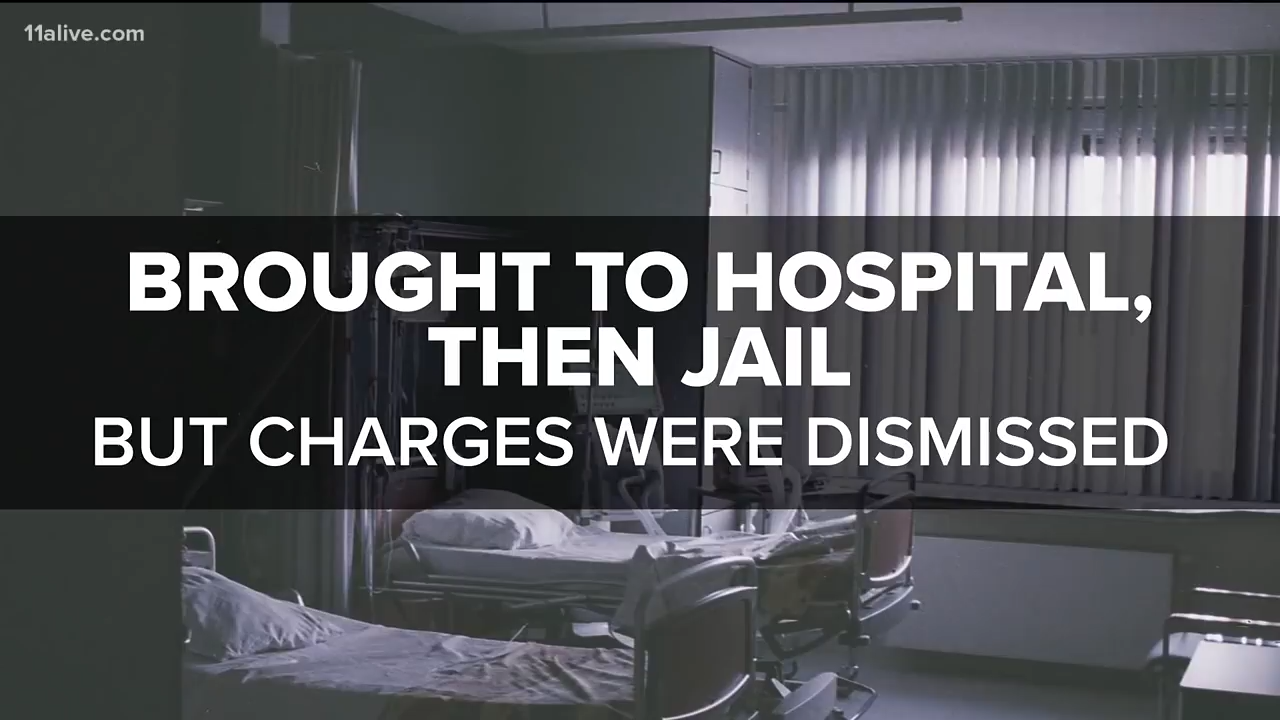 11alive.com
BROUGHT TO HOSPITAL,
THEN JAIL
BUT CHARGES WERE DISMISSED